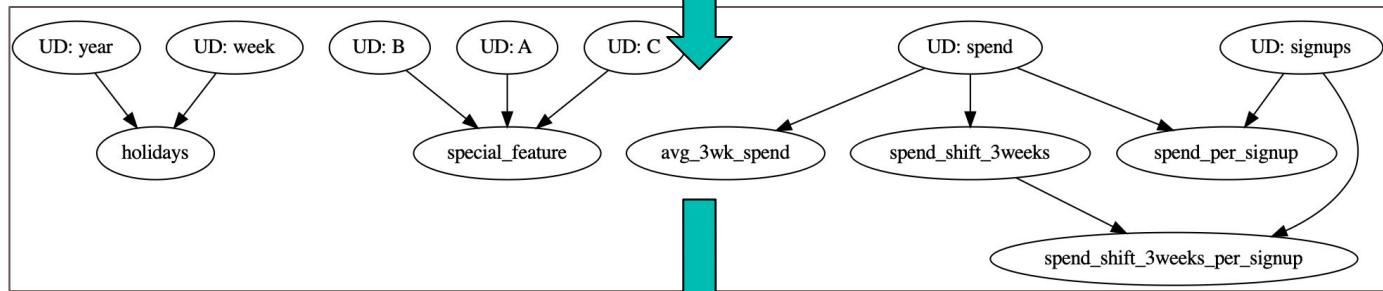 UD: year
UD: week
UD: B
UD: A
UD: C
UD: spend
UD: signups
holidays
special_feature
avg_3wk_spend
spend_shift_3weeks
spend_per_signup
spend_shift_3weeks_per_signup